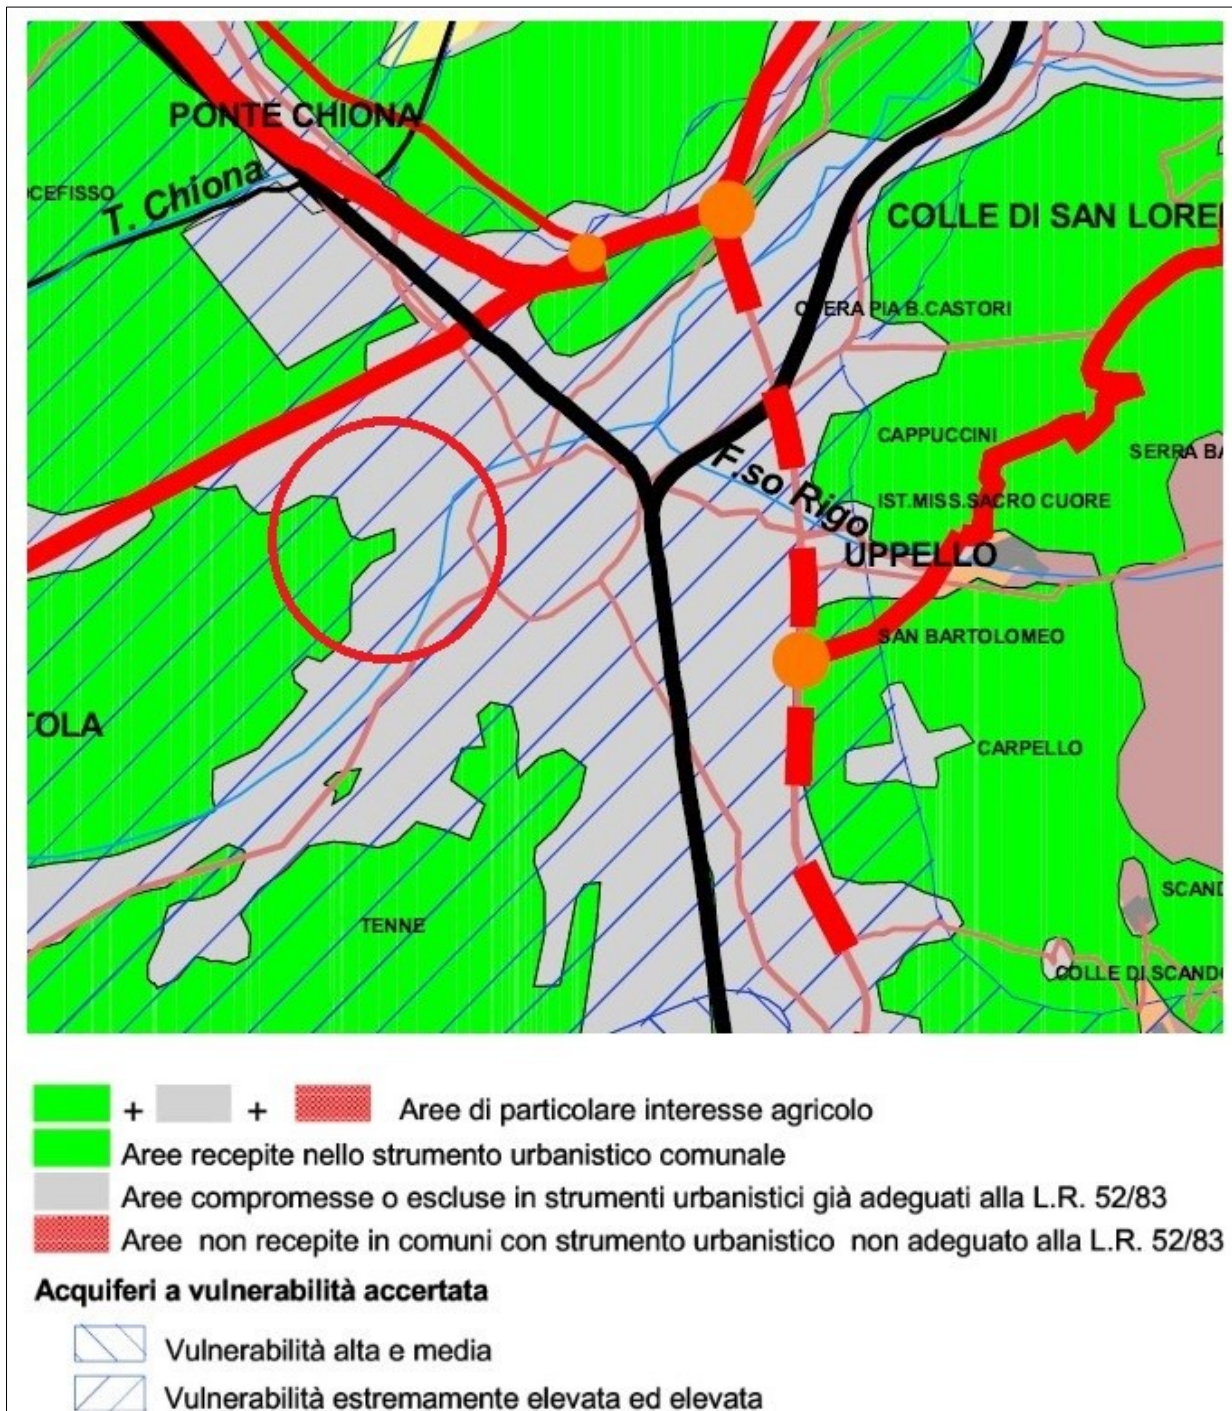 PONTE CHIONA
OCEFISSO
T. Chiona
COLLE DI SAN LORE
OPERA PIA B.CASTORI
CAPPUCCINI
SERRA BA
F.so Rigo
IST.MISS.SACRO CUORE
UPPELLO
SAN BARTOLOMEO
TOLA
CARPELLO
SCAND
TENNE
COLLE DI SCANDO
+ + Aree di particolare interesse agricolo
Aree recepite nello strumento urbanistico comunale
Aree compromesse o escluse in strumenti urbanistici già adeguati alla L.R. 52/83
Aree non recepite in comuni con strumento urbanistico non adeguato alla L.R. 52/83
Acquiferi a vulnerabilità accertata
Vulnerabilità alta e media
Vulnerabilità estremamente elevata ed elevata